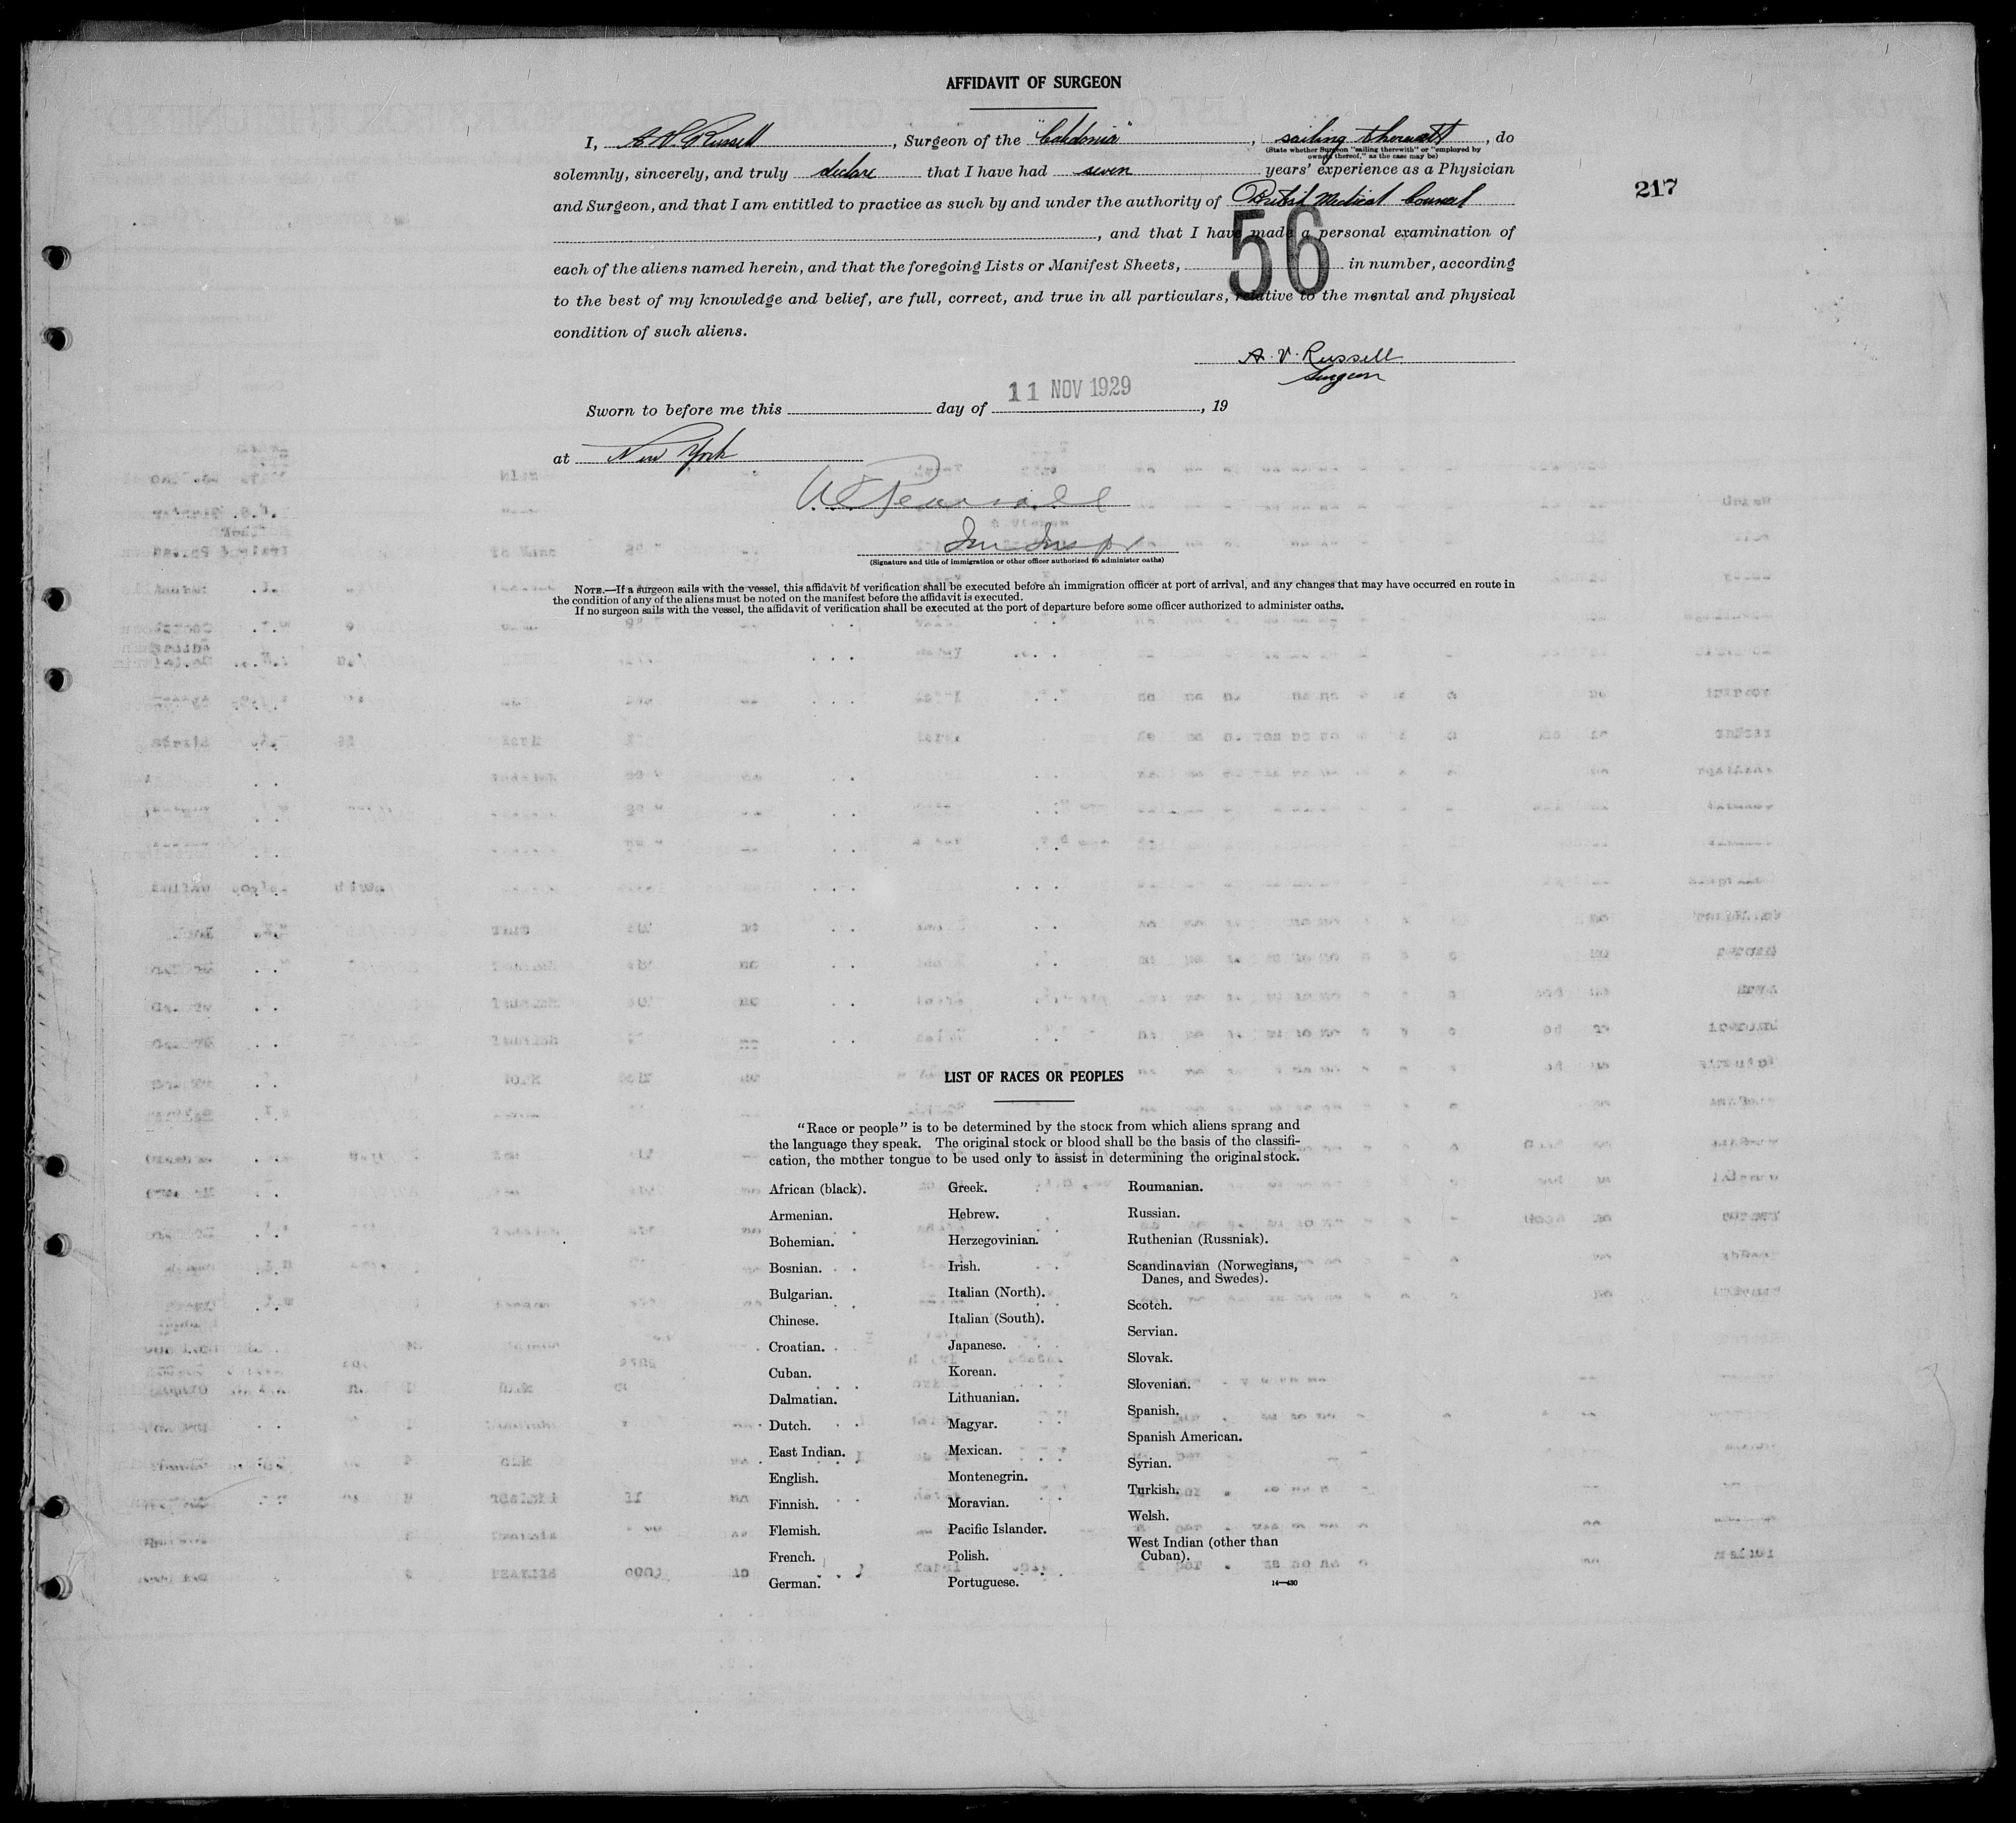 AFFIDAVIT OF SURGEON
I, A V Russell, Surgeon of the "Caledonia", sailing therewith, do
(State whether Surgeon "sailing therewith" or "employed by
owners thereof," as the case may be)
solemnly, sincerely, and truly declare that I have had seven years' experience as a Physician
217
and Surgeon, and that I am entitled to practice as such by and under the authority of British Medical Council
, and that I have made a personal examination of
each of the aliens named herein, and that the foregoing Lists or Manifest Sheets, 56 in number, according
to the best of my knowledge and belief, are full, correct, and true in all particulars, relative to the mental and physical
condition of such aliens.
A. V. Russell
Surgeon
Sworn to before me this day of 11 NOV 1929, 19
at New York
(Signature and title of immigration or other officer authorized to administer oaths)
NOTE.—If a surgeon sails with the vessel, this affidavit of verification shall be executed before an immigration officer at port of arrival, and any changes that may have occurred en route in
the condition of any of the aliens must be noted on the manifest before the affidavit is executed.
If no surgeon sails with the vessel, the affidavit of verification shall be executed at the port of departure before some officer authorized to administer oaths.
LIST OF RACES OR PEOPLES
"Race or people" is to be determined by the stock from which aliens sprang and
the language they speak. The original stock or blood shall be the basis of the classifi-
cation, the mother tongue to be used only to assist in determining the original stock.
African (black).
Armenian.
Bohemian.
Bosnian.
Bulgarian.
Chinese.
Croatian.
Cuban.
Dalmatian.
Dutch.
East Indian.
English.
Finnish.
Flemish.
French.
German.
Greek.
Hebrew.
Herzegovinian.
Irish.
Italian (North).
Italian (South).
Japanese.
Korean.
Lithuanian.
Magyar.
Mexican.
Montenegrin.
Moravian.
Pacific Islander.
Polish.
Portuguese.
Roumanian.
Russian.
Ruthenian (Russniak).
Scandinavian (Norwegians,
Danes, and Swedes).
Scotch.
Servian.
Slovak.
Slovenian.
Spanish.
Spanish American.
Syrian.
Turkish.
Welsh.
West Indian (other than
Cuban).
14—430